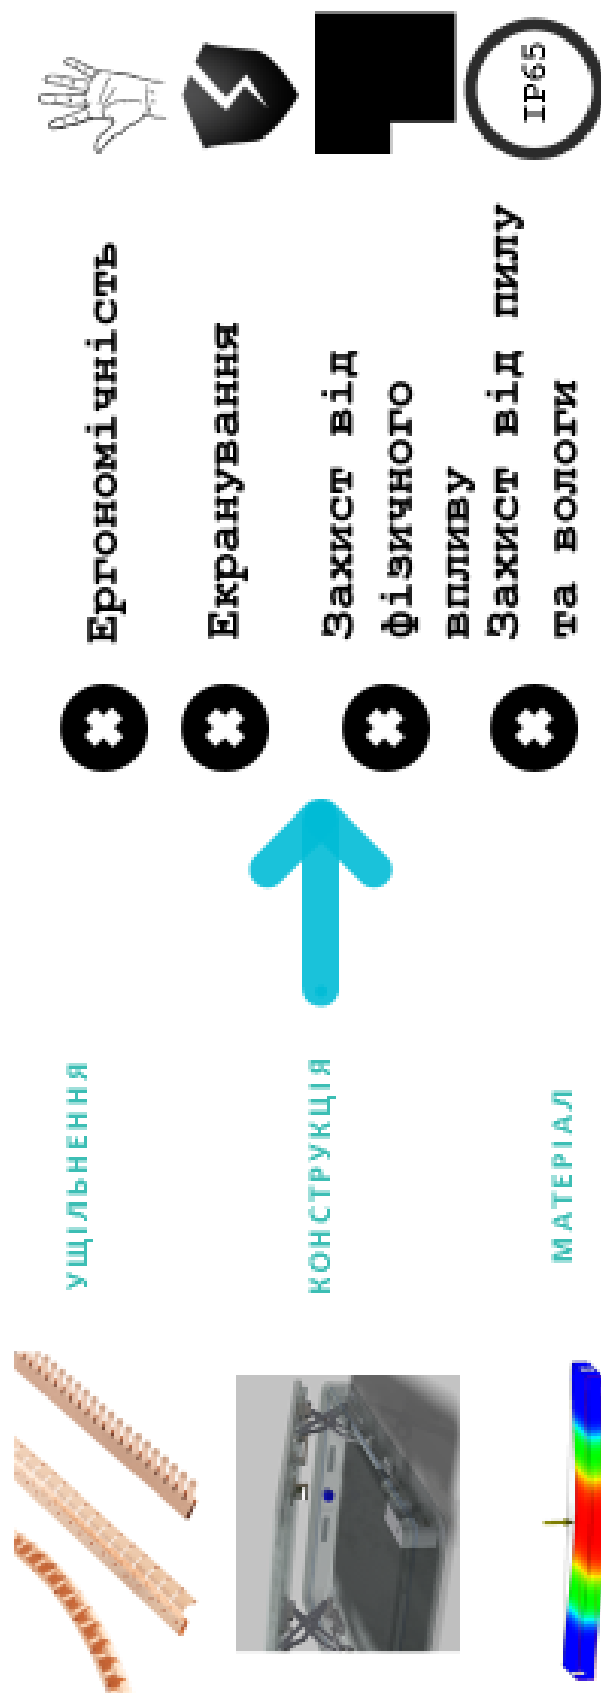 УЩІЛЬНЕННЯ
КОНСТРУКЦІЯ
МАТЕРІАЛ
Ергономічність
Екранування
Захист від
фізичного
впливу
Захист від пилу
та вологи
IP65